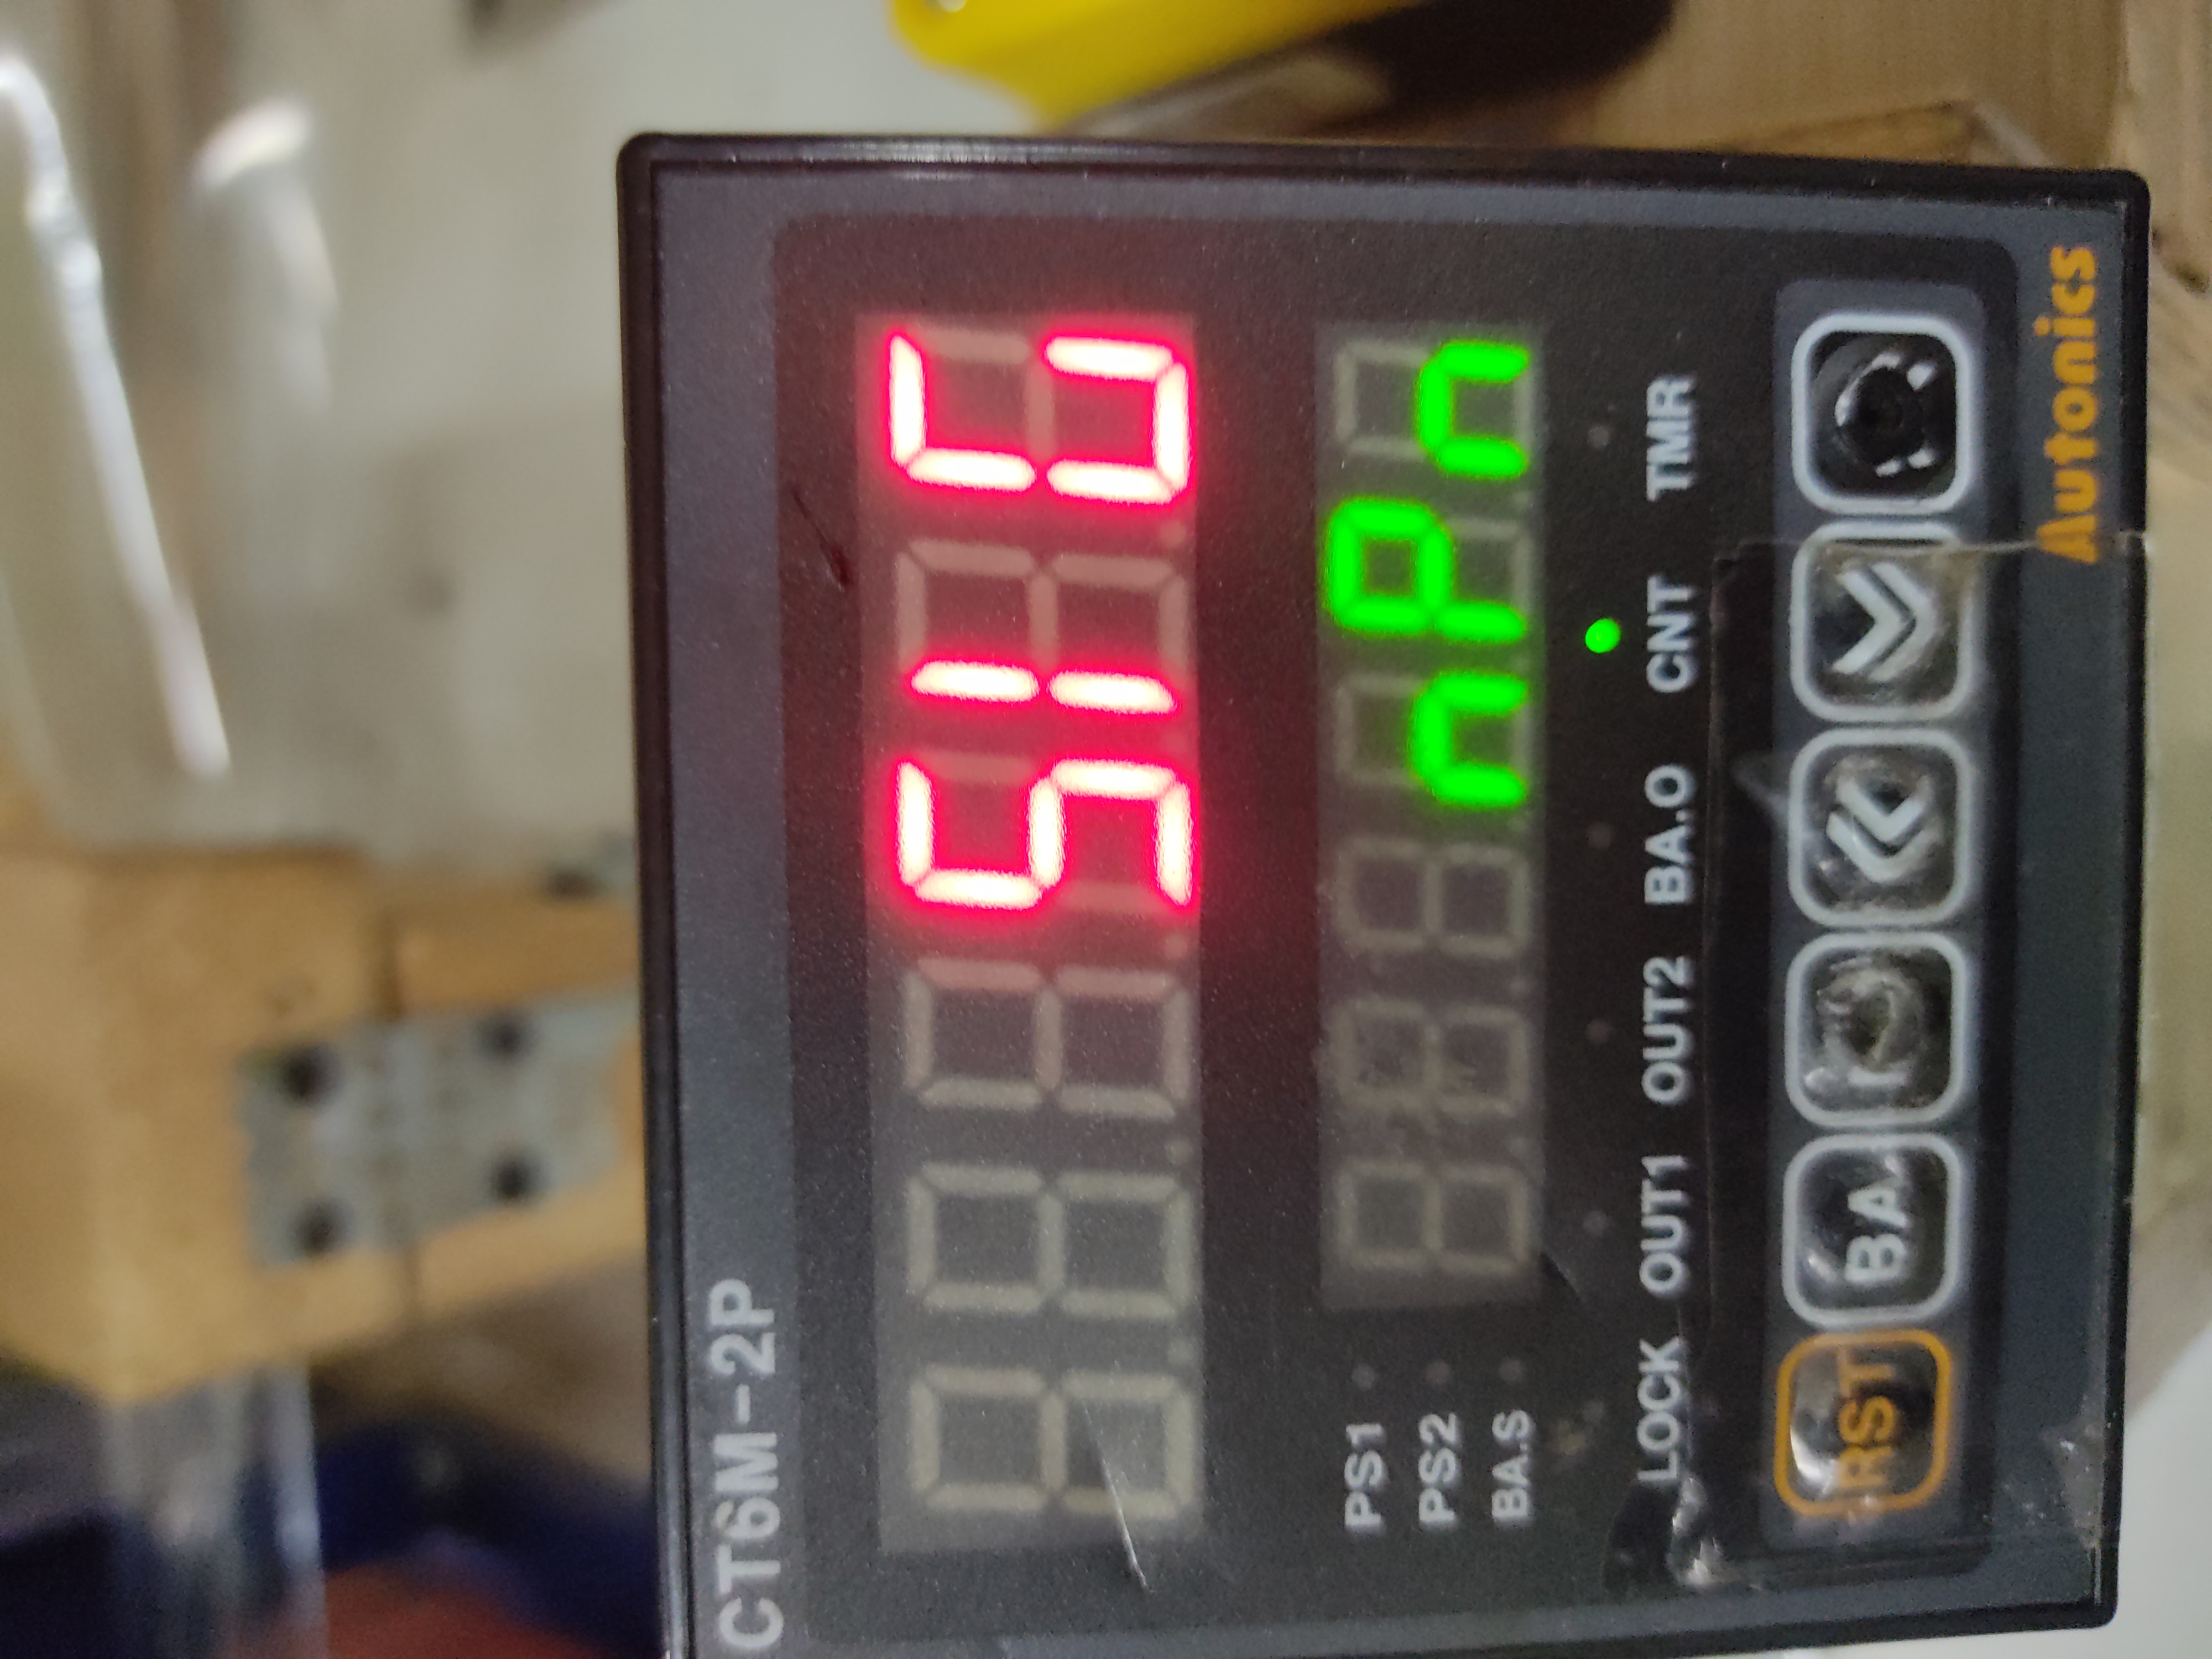 CT6M-2P
SIG
nPn
PS1
PS2
BA.S
LOCK OUT1 OUT2 BA.O CNT TMR
RST BA
Autonics